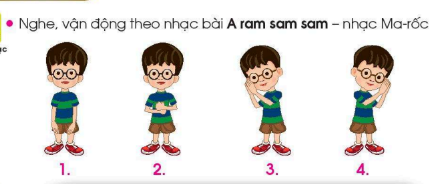 Nghe, vận động theo nhạc bài A ram sam sam – nhạc Ma-rốc
1. 2. 3. 4.